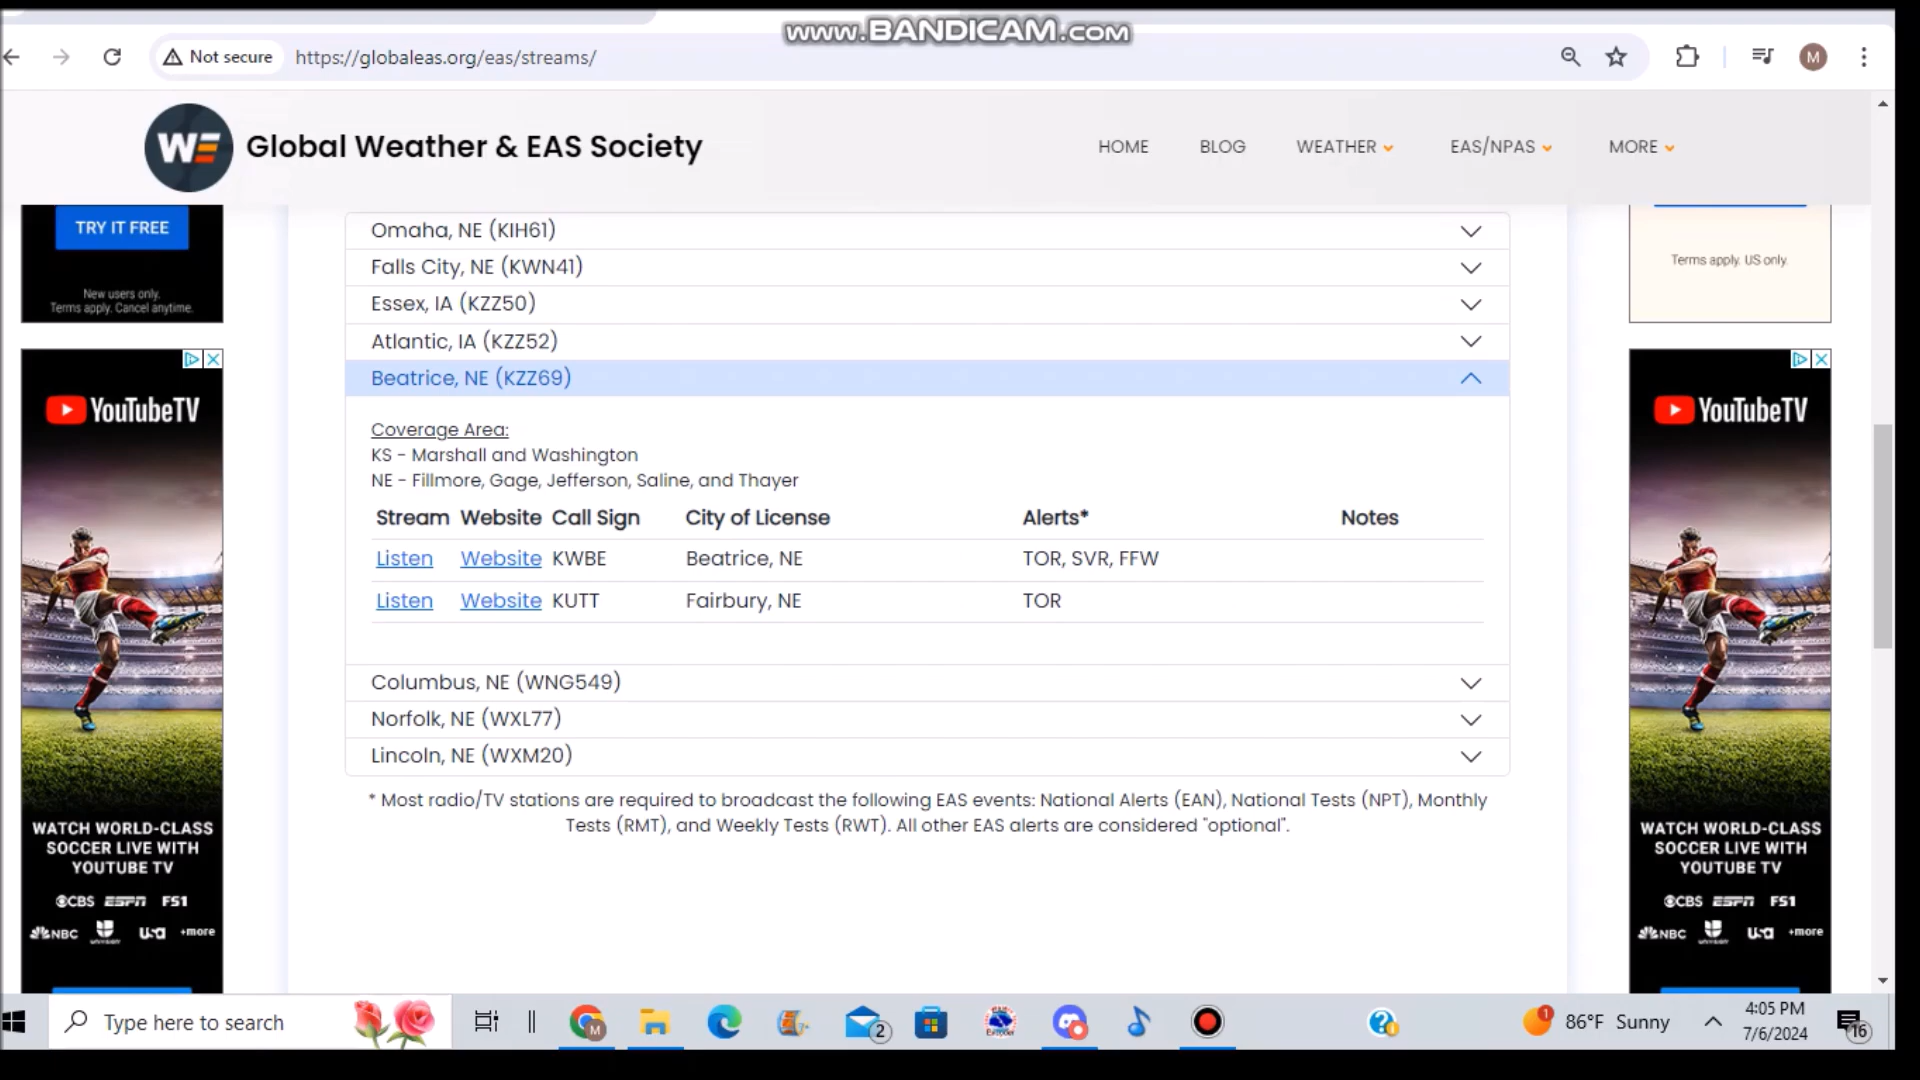 www.BANDICAM.com
Not secure
https://globaleas.org/eas/streams/
M
WE
Global Weather & EAS Society
HOME
BLOG
WEATHER
EAS/NPAS
MORE
TRY IT FREE
New users only.
Terms apply. Cancel anytime.
YouTubeTV
WATCH WORLD-CLASS
SOCCER LIVE WITH
YOUTUBE TV
CBS ESPN FS1
NBC UNIVISION USA +more
Omaha, NE (KIH61)
Falls City, NE (KWN41)
Essex, IA (KZZ50)
Atlantic, IA (KZZ52)
Beatrice, NE (KZZ69)
Coverage Area:
KS - Marshall and Washington
NE - Fillmore, Gage, Jefferson, Saline, and Thayer
Stream Website Call Sign City of License Alerts* Notes
Listen Website KWBE Beatrice, NE TOR, SVR, FFW
Listen Website KUTT Fairbury, NE TOR
Columbus, NE (WNG549)
Norfolk, NE (WXL77)
Lincoln, NE (WXM20)
* Most radio/TV stations are required to broadcast the following EAS events: National Alerts (EAN), National Tests (NPT), Monthly
Tests (RMT), and Weekly Tests (RWT). All other EAS alerts are considered "optional".
Terms apply. US only.
YouTubeTV
WATCH WORLD-CLASS
SOCCER LIVE WITH
YOUTUBE TV
CBS ESPN FS1
NBC UNIVISION USA +more
Type here to search
M
2
1
86°F Sunny
4:05 PM
7/6/2024
16